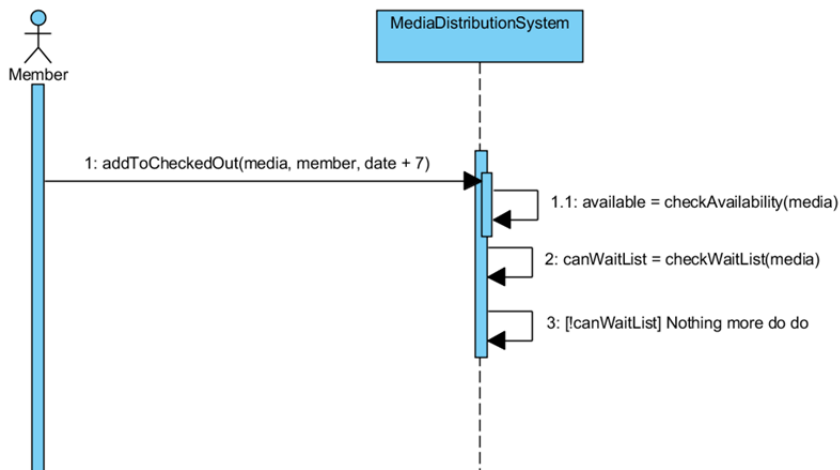 MediaDistributionSystem
Member
1: addToCheckedOut(media, member, date + 7)
1.1: available = checkAvailability(media)
2: canWaitList = checkWaitList(media)
3: [!canWaitList] Nothing more do do